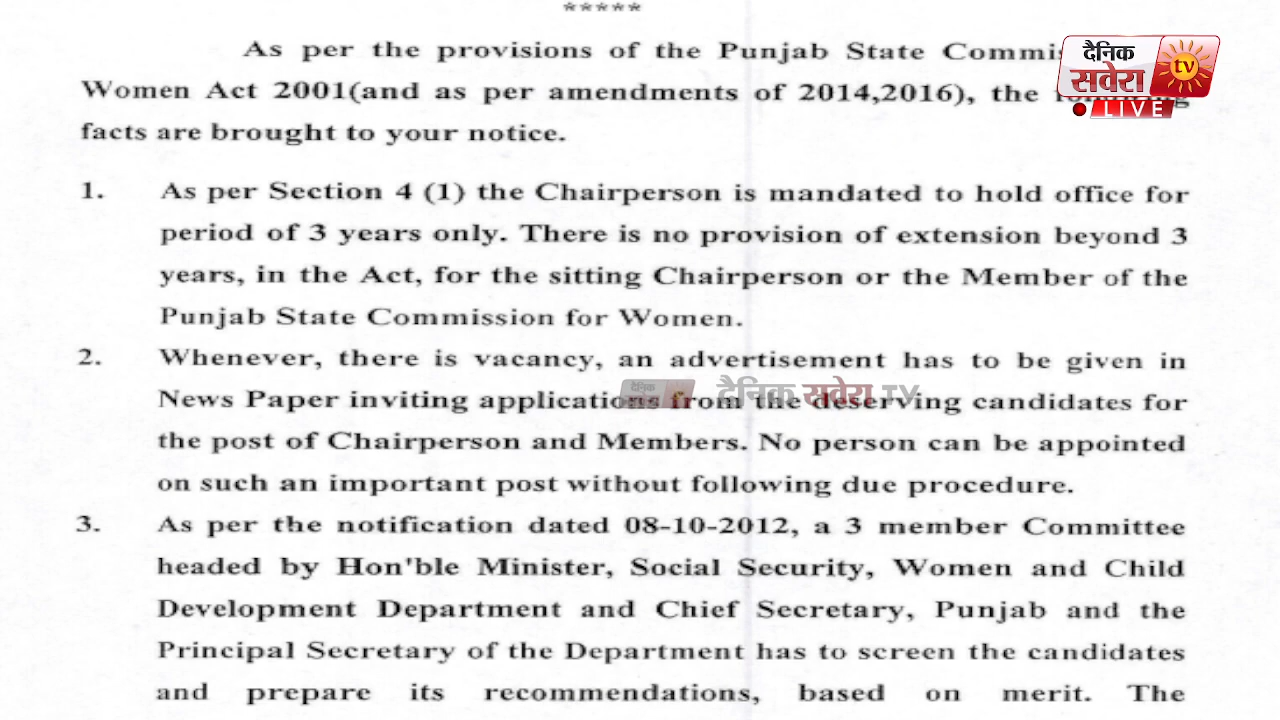 *****
As per the provisions of the Punjab State
Women Act 2001(and as per amendments of 2014,2016), the
facts are brought to your notice.
1. As per Section 4 (1) the Chairperson is mandated to hold office for
period of 3 years only. There is no provision of extension beyond 3
years, in the Act, for the sitting Chairperson or the Member of the
Punjab State Commission for Women.
2. Whenever, there is vacancy, an advertisement has to be given in
News Paper inviting applications from the deserving candidates for
the post of Chairperson and Members. No person can be appointed
on such an important post without following due procedure.
3. As per the notification dated 08-10-2012, a 3 member Committee
headed by Hon'ble Minister, Social Security, Women and Child
Development Department and Chief Secretary, Punjab and the
Principal Secretary of the Department has to screen the candidates
and prepare its recommendations, based on merit. The
दैनिक
सवेरा tv
LIVE
दैनिक सवेरा TV